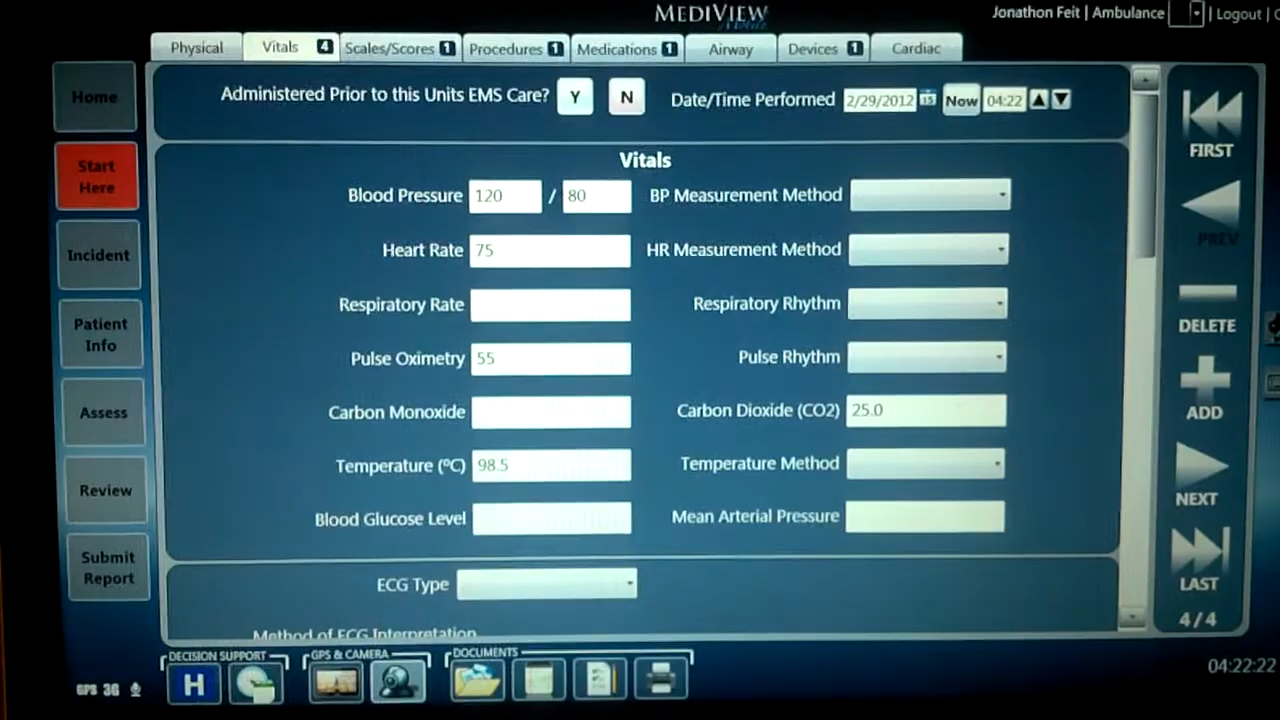 MEDIVIEW
Mobile
Jonathon Feit | Ambulance | Logout |
Physical Vitals 4 Scales/Scores 1 Procedures 1 Medications 1 Airway Devices 1 Cardiac
Home
Start Here
Incident
Patient Info
Assess
Review
Submit Report
Administered Prior to this Units EMS Care? Y N Date/Time Performed 2/29/2012 15 Now 04:22
Vitals
Blood Pressure 120 / 80 BP Measurement Method
Heart Rate 75 HR Measurement Method
Respiratory Rate Respiratory Rhythm
Pulse Oximetry 55 Pulse Rhythm
Carbon Monoxide Carbon Dioxide (CO2) 25.0
Temperature (ºC) 98.5 Temperature Method
Blood Glucose Level Mean Arterial Pressure
ECG Type
Method of ECG Interpretation
FIRST
PREV
DELETE
ADD
NEXT
LAST
4/4
DECISION SUPPORT GPS & CAMERA DOCUMENTS
H
GPS 3G
04:22:22